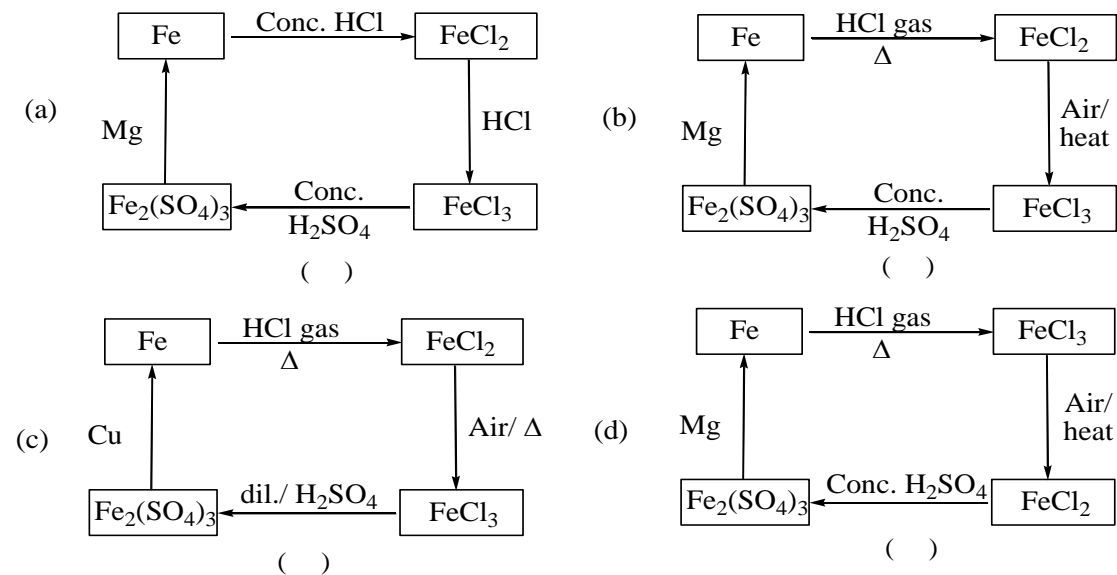 (a)
Fe
Conc. HCl
FeCl₂
HCl
FeCl₃
Conc.
H₂SO₄
Fe₂(SO₄)₃
Mg
( )
(b)
Fe
HCl gas
Δ
FeCl₂
Air/
heat
FeCl₃
Conc.
H₂SO₄
Fe₂(SO₄)₃
Mg
( )
(c)
Fe
HCl gas
Δ
FeCl₂
Air/ Δ
FeCl₃
dil./ H₂SO₄
Fe₂(SO₄)₃
Cu
( )
(d)
Fe
HCl gas
Δ
FeCl₃
Air/
heat
FeCl₂
Conc. H₂SO₄
Fe₂(SO₄)₃
Mg
( )